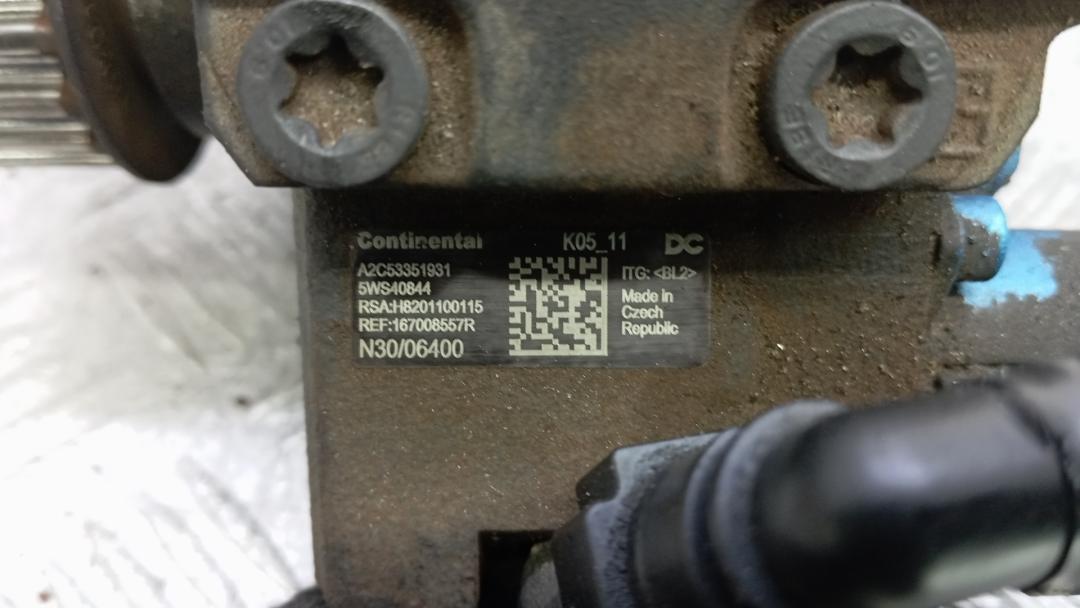 Continental K05_11 DC
A2C53351931
5WS40844
RSA:H8201100115
REF:167008557R
N30/06400
ITG: <BL2>
Made in
Czech
Republic